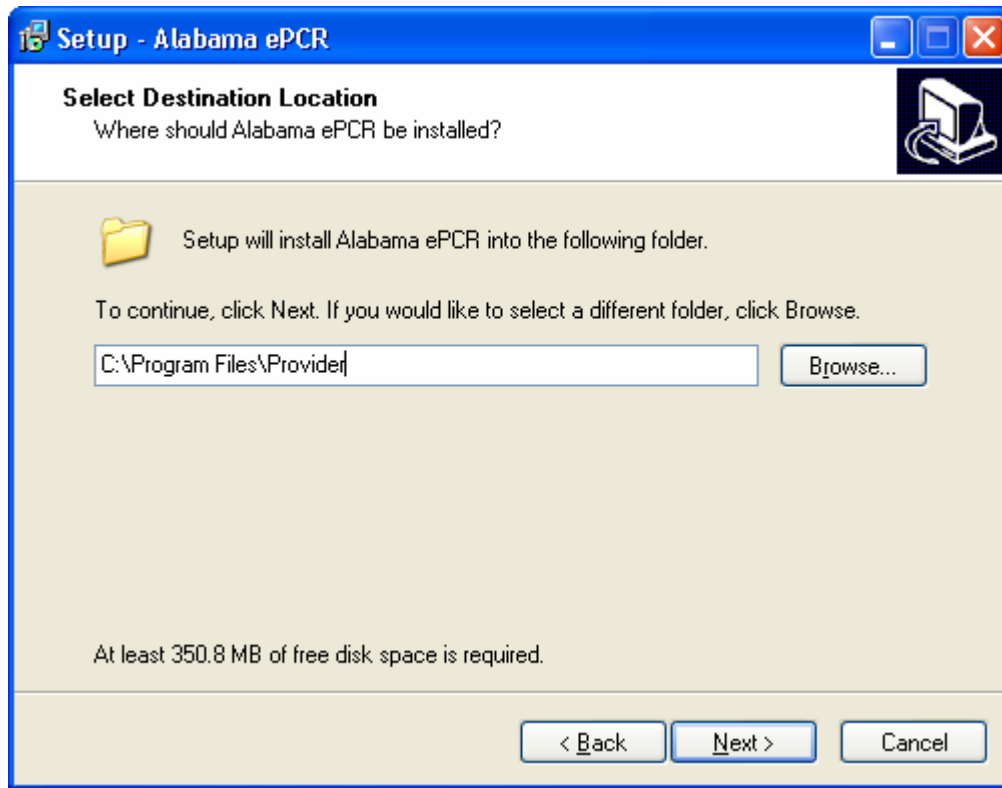 Setup - Alabama ePCR
Select Destination Location
Where should Alabama ePCR be installed?
Setup will install Alabama ePCR into the following folder.
To continue, click Next. If you would like to select a different folder, click Browse.
C:\Program Files\Provider
Browse...
At least 350.8 MB of free disk space is required.
< Back
Next >
Cancel